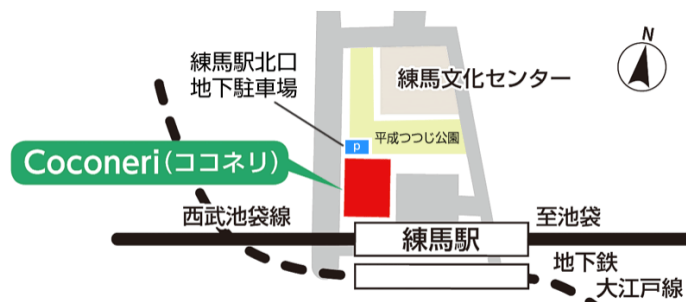 N
練馬駅北口
地下駐車場
練馬文化センター
平成つつじ公園
P
Coconeri(ココネリ)
西武池袋線
練馬駅
至池袋
地下鉄
大江戸線